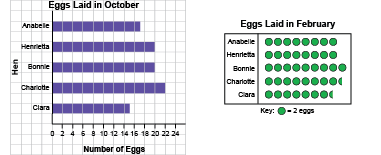 Eggs Laid in October
Hen
Anabelle
Henrietta
Bonnie
Charlotte
Clara
0 2 4 6 8 10 12 14 16 18 20 22 24
Number of Eggs
Eggs Laid in February
Anabelle
Henrietta
Bonnie
Charlotte
Clara
Key: = 2 eggs